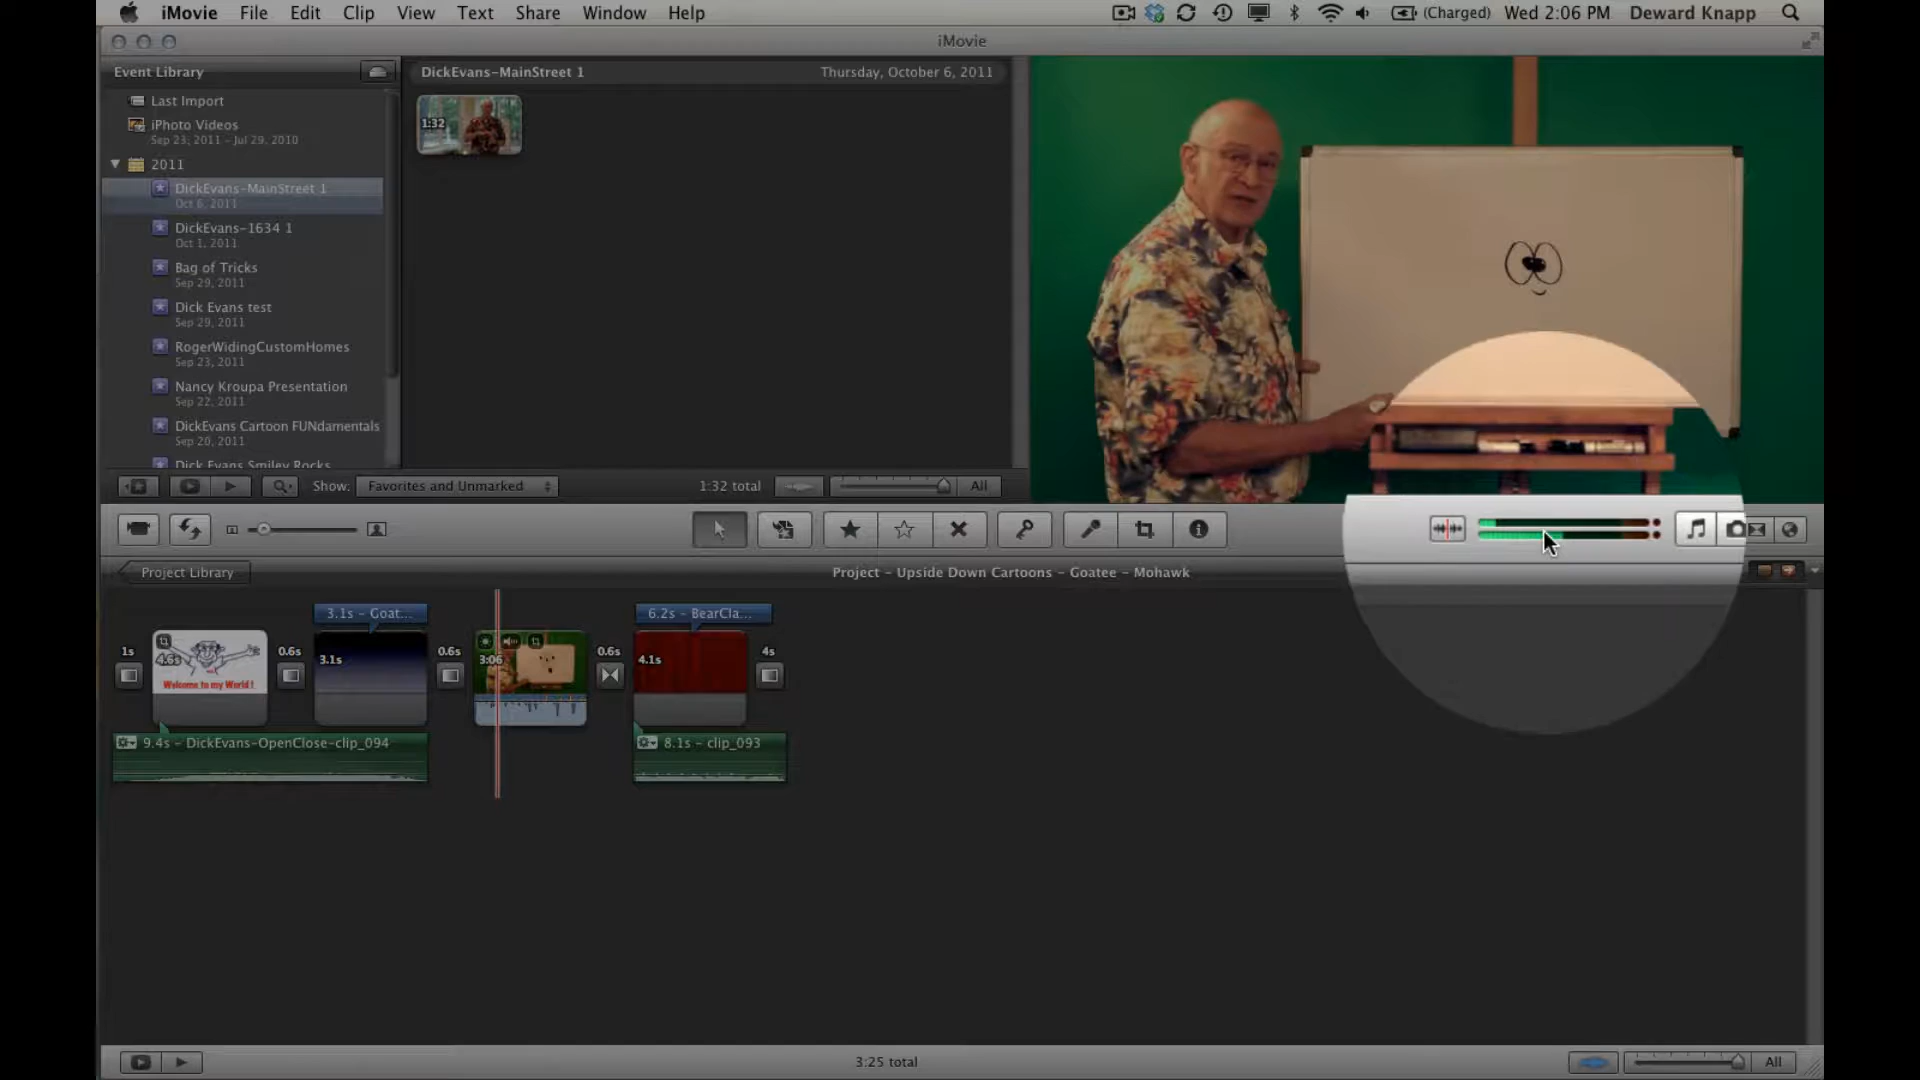 iMovie File Edit Clip View Text Share Window Help
(Charged) Wed 2:06 PM Deward Knapp
iMovie
Event Library
DickEvans-MainStreet 1 Thursday, October 6, 2011
Last Import
iPhoto Videos
Sep 23, 2011 – Jul 29, 2010
2011
DickEvans-MainStreet 1
Oct 6, 2011
DickEvans-1634 1
Oct 1, 2011
Bag of Tricks
Sep 29, 2011
Dick Evans test
Sep 29, 2011
RogerWidingCustomHomes
Sep 23, 2011
Nancy Kroupa Presentation
Sep 22, 2011
DickEvans Cartoon FUNdamentals
Sep 20, 2011
Dick Evans Smiley Rocks
1:32
Show: Favorites and Unmarked
1:32 total
All
Project Library
Project – Upside Down Cartoons – Goatee – Mohawk
3.1s – Goat...
6.2s – BearCla...
1s
4.6s
Welcome to my World !
0.6s
3.1s
0.6s
3:06
0.6s
4.1s
4s
9.4s – DickEvans-OpenClose-clip_094
8.1s – clip_093
3:25 total
All